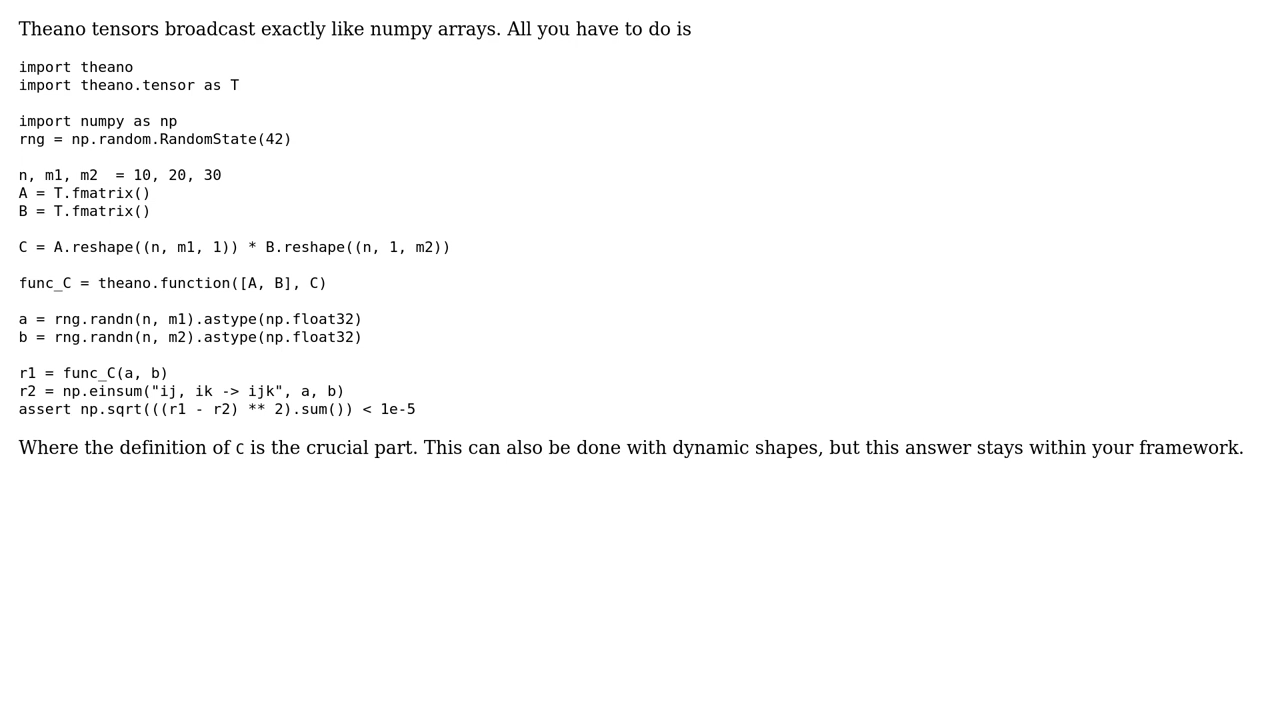 Theano tensors broadcast exactly like numpy arrays. All you have to do is
import theano
import theano.tensor as T
import numpy as np
rng = np.random.RandomState(42)
n, m1, m2  = 10, 20, 30
A = T.fmatrix()
B = T.fmatrix()
C = A.reshape((n, m1, 1)) * B.reshape((n, 1, m2))
func_C = theano.function([A, B], C)
a = rng.randn(n, m1).astype(np.float32)
b = rng.randn(n, m2).astype(np.float32)
r1 = func_C(a, b)
r2 = np.einsum("ij, ik -> ijk", a, b)
assert np.sqrt(((r1 - r2) ** 2).sum()) < 1e-5
Where the definition of C is the crucial part. This can also be done with dynamic shapes, but this answer stays within your framework.